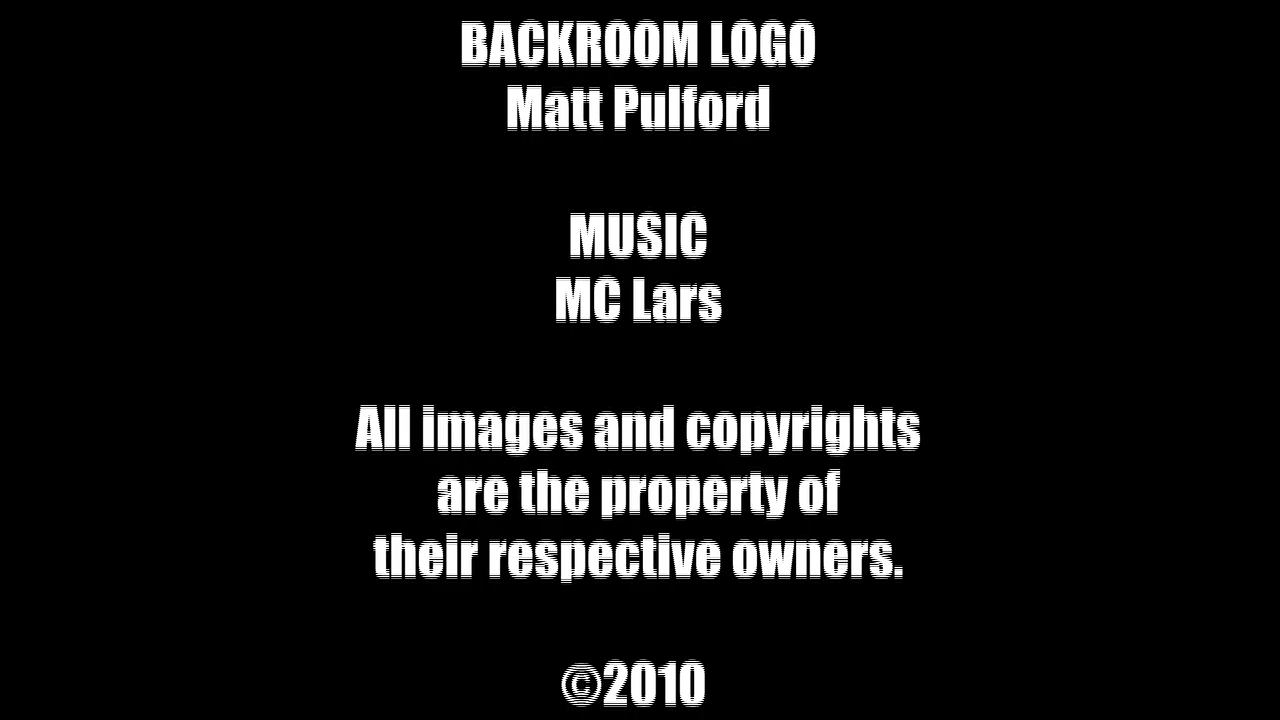 BACKROOM LOGO
Matt Pulford
MUSIC
MC Lars
All images and copyrights
are the property of
their respective owners.
©2010